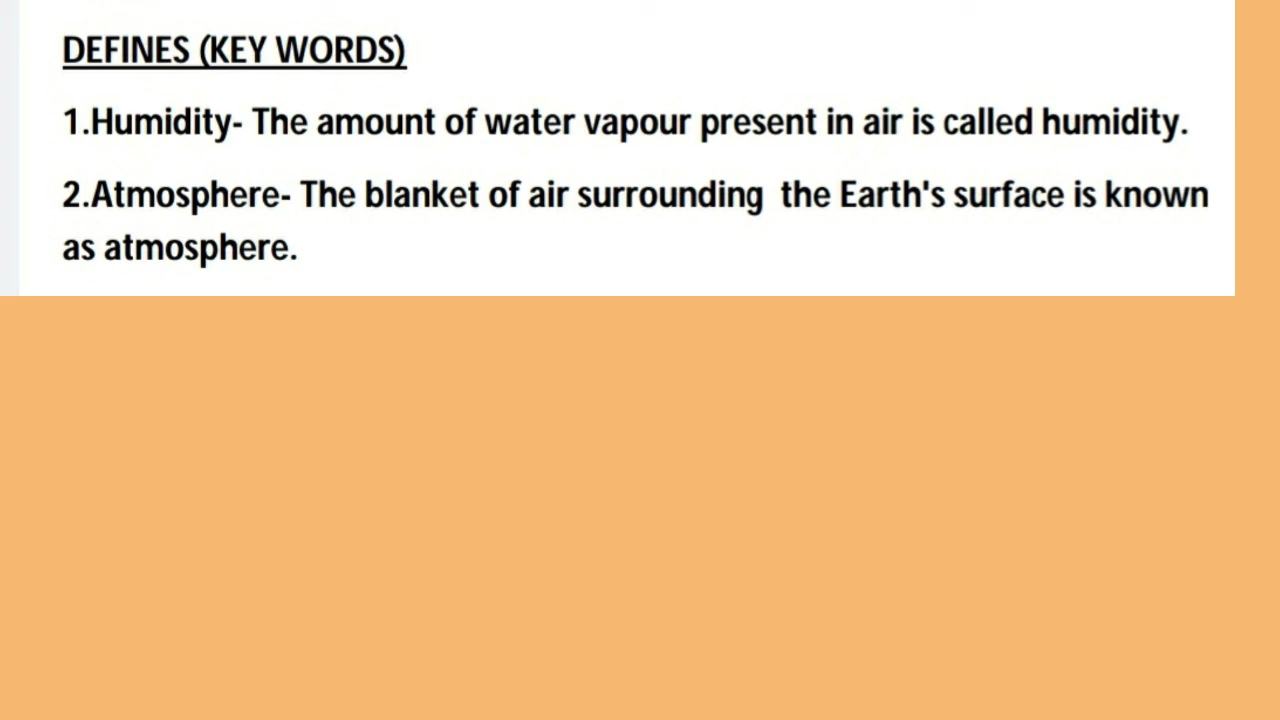 DEFINES (KEY WORDS)
1.Humidity- The amount of water vapour present in air is called humidity.
2.Atmosphere- The blanket of air surrounding  the Earth's surface is known
as atmosphere.